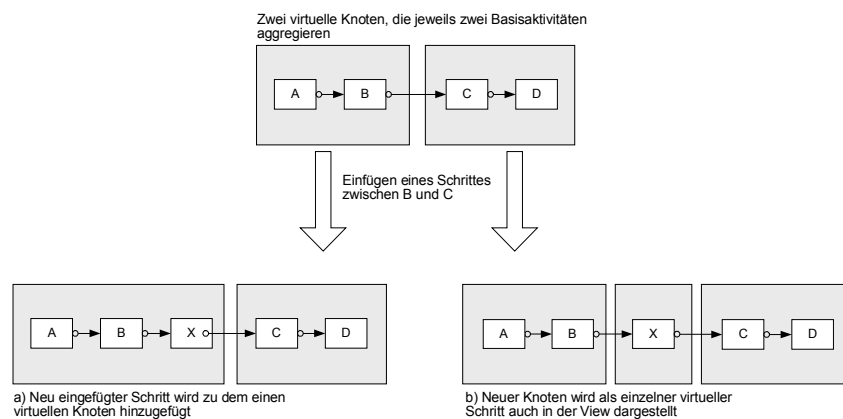 Zwei virtuelle Knoten, die jeweils zwei Basisaktivitäten
aggregieren
A
B
C
D
Einfügen eines Schrittes
zwischen B und C
A
B
X
C
D
A
B
X
C
D
a) Neu eingefügter Schritt wird zu dem einen
virtuellen Knoten hinzugefügt
b) Neuer Knoten wird als einzelner virtueller
Schritt auch in der View dargestellt